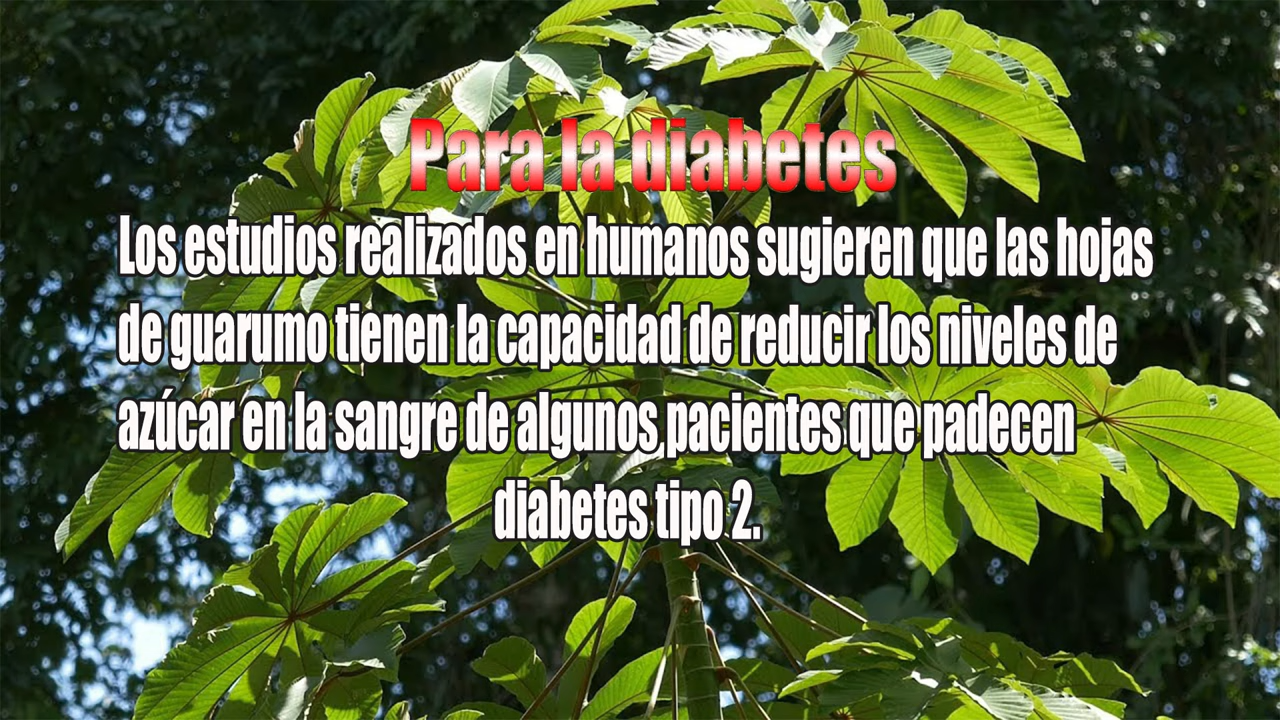 Para la diabetes
Los estudios realizados en humanos sugieren que las hojas
de guarumo tienen la capacidad de reducir los niveles de
azúcar en la sangre de algunos pacientes que padecen
diabetes tipo 2.